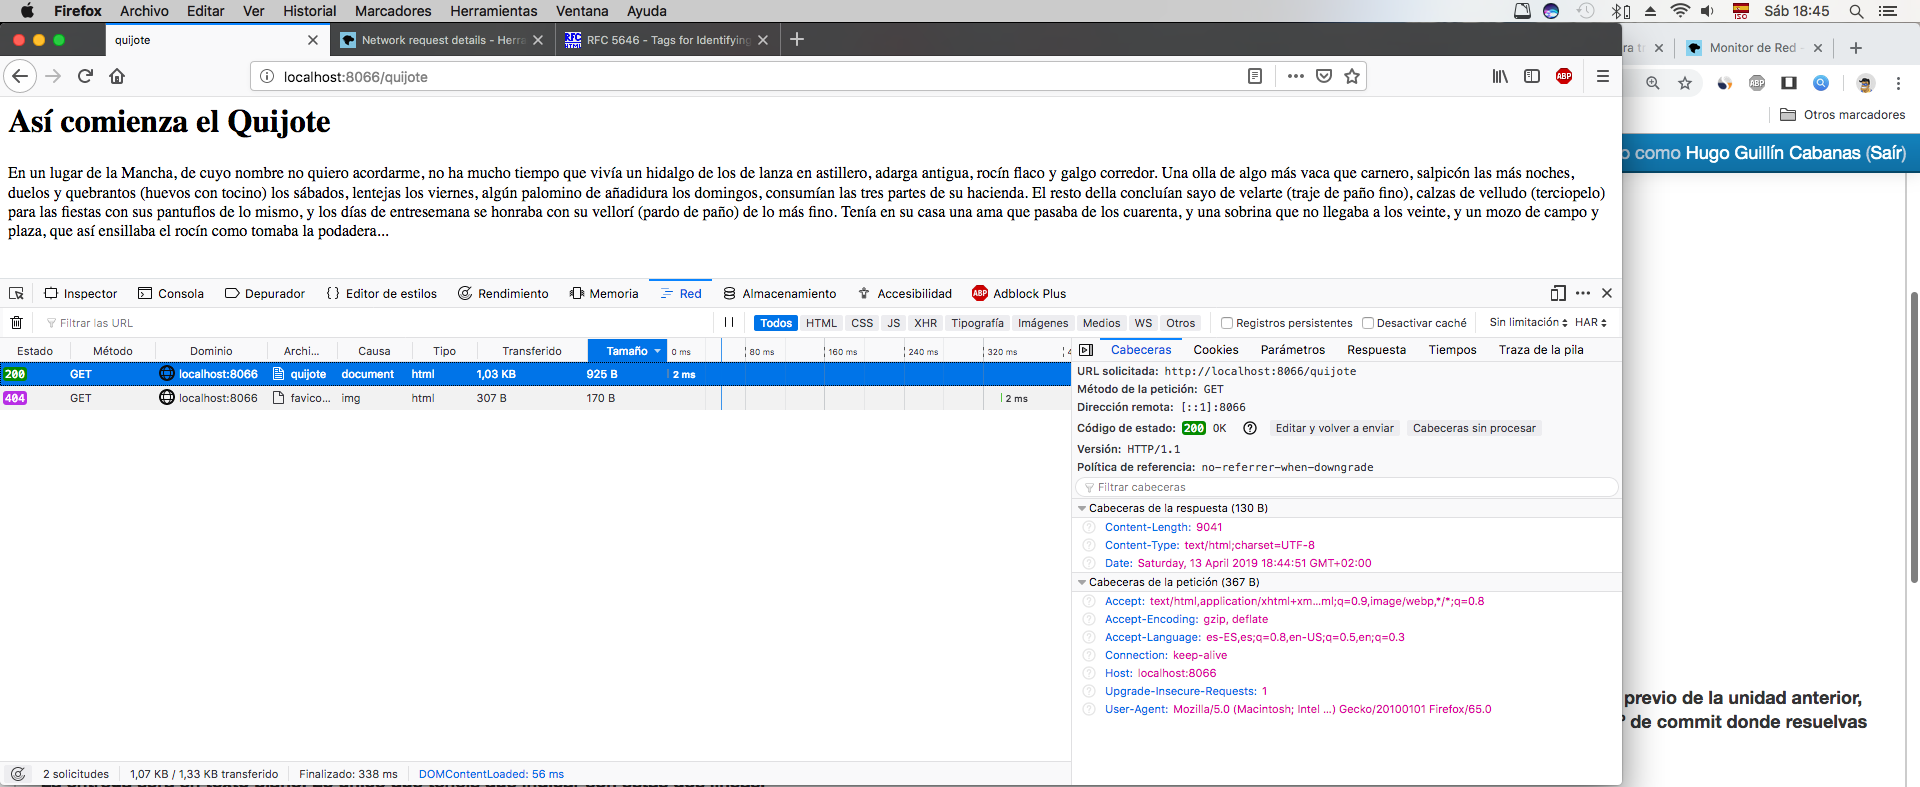 Firefox Archivo Editar Ver Historial Marcadores Herramientas Ventana Ayuda ISO Sáb 18:45
quijote Network request details - Herra RFC HTML RFC 5646 - Tags for Identifying
ra tr Monitor de Red -
localhost:8066/quijote ABP
ABP
Otros marcadores
o como Hugo Guillín Cabanas (Saír)
Así comienza el Quijote
En un lugar de la Mancha, de cuyo nombre no quiero acordarme, no ha mucho tiempo que vivía un hidalgo de los de lanza en astillero, adarga antigua, rocín flaco y galgo corredor. Una olla de algo más vaca que carnero, salpicón las más noches,
duelos y quebrantos (huevos con tocino) los sábados, lentejas los viernes, algún palomino de añadidura los domingos, consumían las tres partes de su hacienda. El resto della concluían sayo de velarte (traje de paño fino), calzas de velludo (terciopelo)
para las fiestas con sus pantuflos de lo mismo, y los días de entresemana se honraba con su vellorí (pardo de paño) de lo más fino. Tenía en su casa una ama que pasaba de los cuarenta, y una sobrina que no llegaba a los veinte, y un mozo de campo y
plaza, que así ensillaba el rocín como tomaba la podadera...
Inspector Consola Depurador Editor de estilos Rendimiento Memoria Red Almacenamiento Accesibilidad ABP Adblock Plus
Filtrar las URL Todos HTML CSS JS XHR Tipografía Imágenes Medios WS Otros Registros persistentes Desactivar caché Sin limitación HAR
Estado Método Dominio Archi... Causa Tipo Transferido Tamaño 0 ms 80 ms 160 ms 240 ms 320 ms
200 GET localhost:8066 quijote document html 1,03 KB 925 B 2 ms
404 GET localhost:8066 favico... img html 307 B 170 B 2 ms
Cabeceras Cookies Parámetros Respuesta Tiempos Traza de la pila
URL solicitada: http://localhost:8066/quijote
Método de la petición: GET
Dirección remota: [::1]:8066
Código de estado: 200 OK Editar y volver a enviar Cabeceras sin procesar
Versión: HTTP/1.1
Política de referencia: no-referrer-when-downgrade
Filtrar cabeceras
Cabeceras de la respuesta (130 B)
Content-Length: 9041
Content-Type: text/html;charset=UTF-8
Date: Saturday, 13 April 2019 18:44:51 GMT+02:00
Cabeceras de la petición (367 B)
Accept: text/html,application/xhtml+xm...ml;q=0.9,image/webp,*/*;q=0.8
Accept-Encoding: gzip, deflate
Accept-Language: es-ES,es;q=0.8,en-US;q=0.5,en;q=0.3
Connection: keep-alive
Host: localhost:8066
Upgrade-Insecure-Requests: 1
User-Agent: Mozilla/5.0 (Macintosh; Intel ...) Gecko/20100101 Firefox/65.0
previo de la unidad anterior,
de commit donde resuelvas
2 solicitudes 1,07 KB / 1,33 KB transferido Finalizado: 338 ms DOMContentLoaded: 56 ms